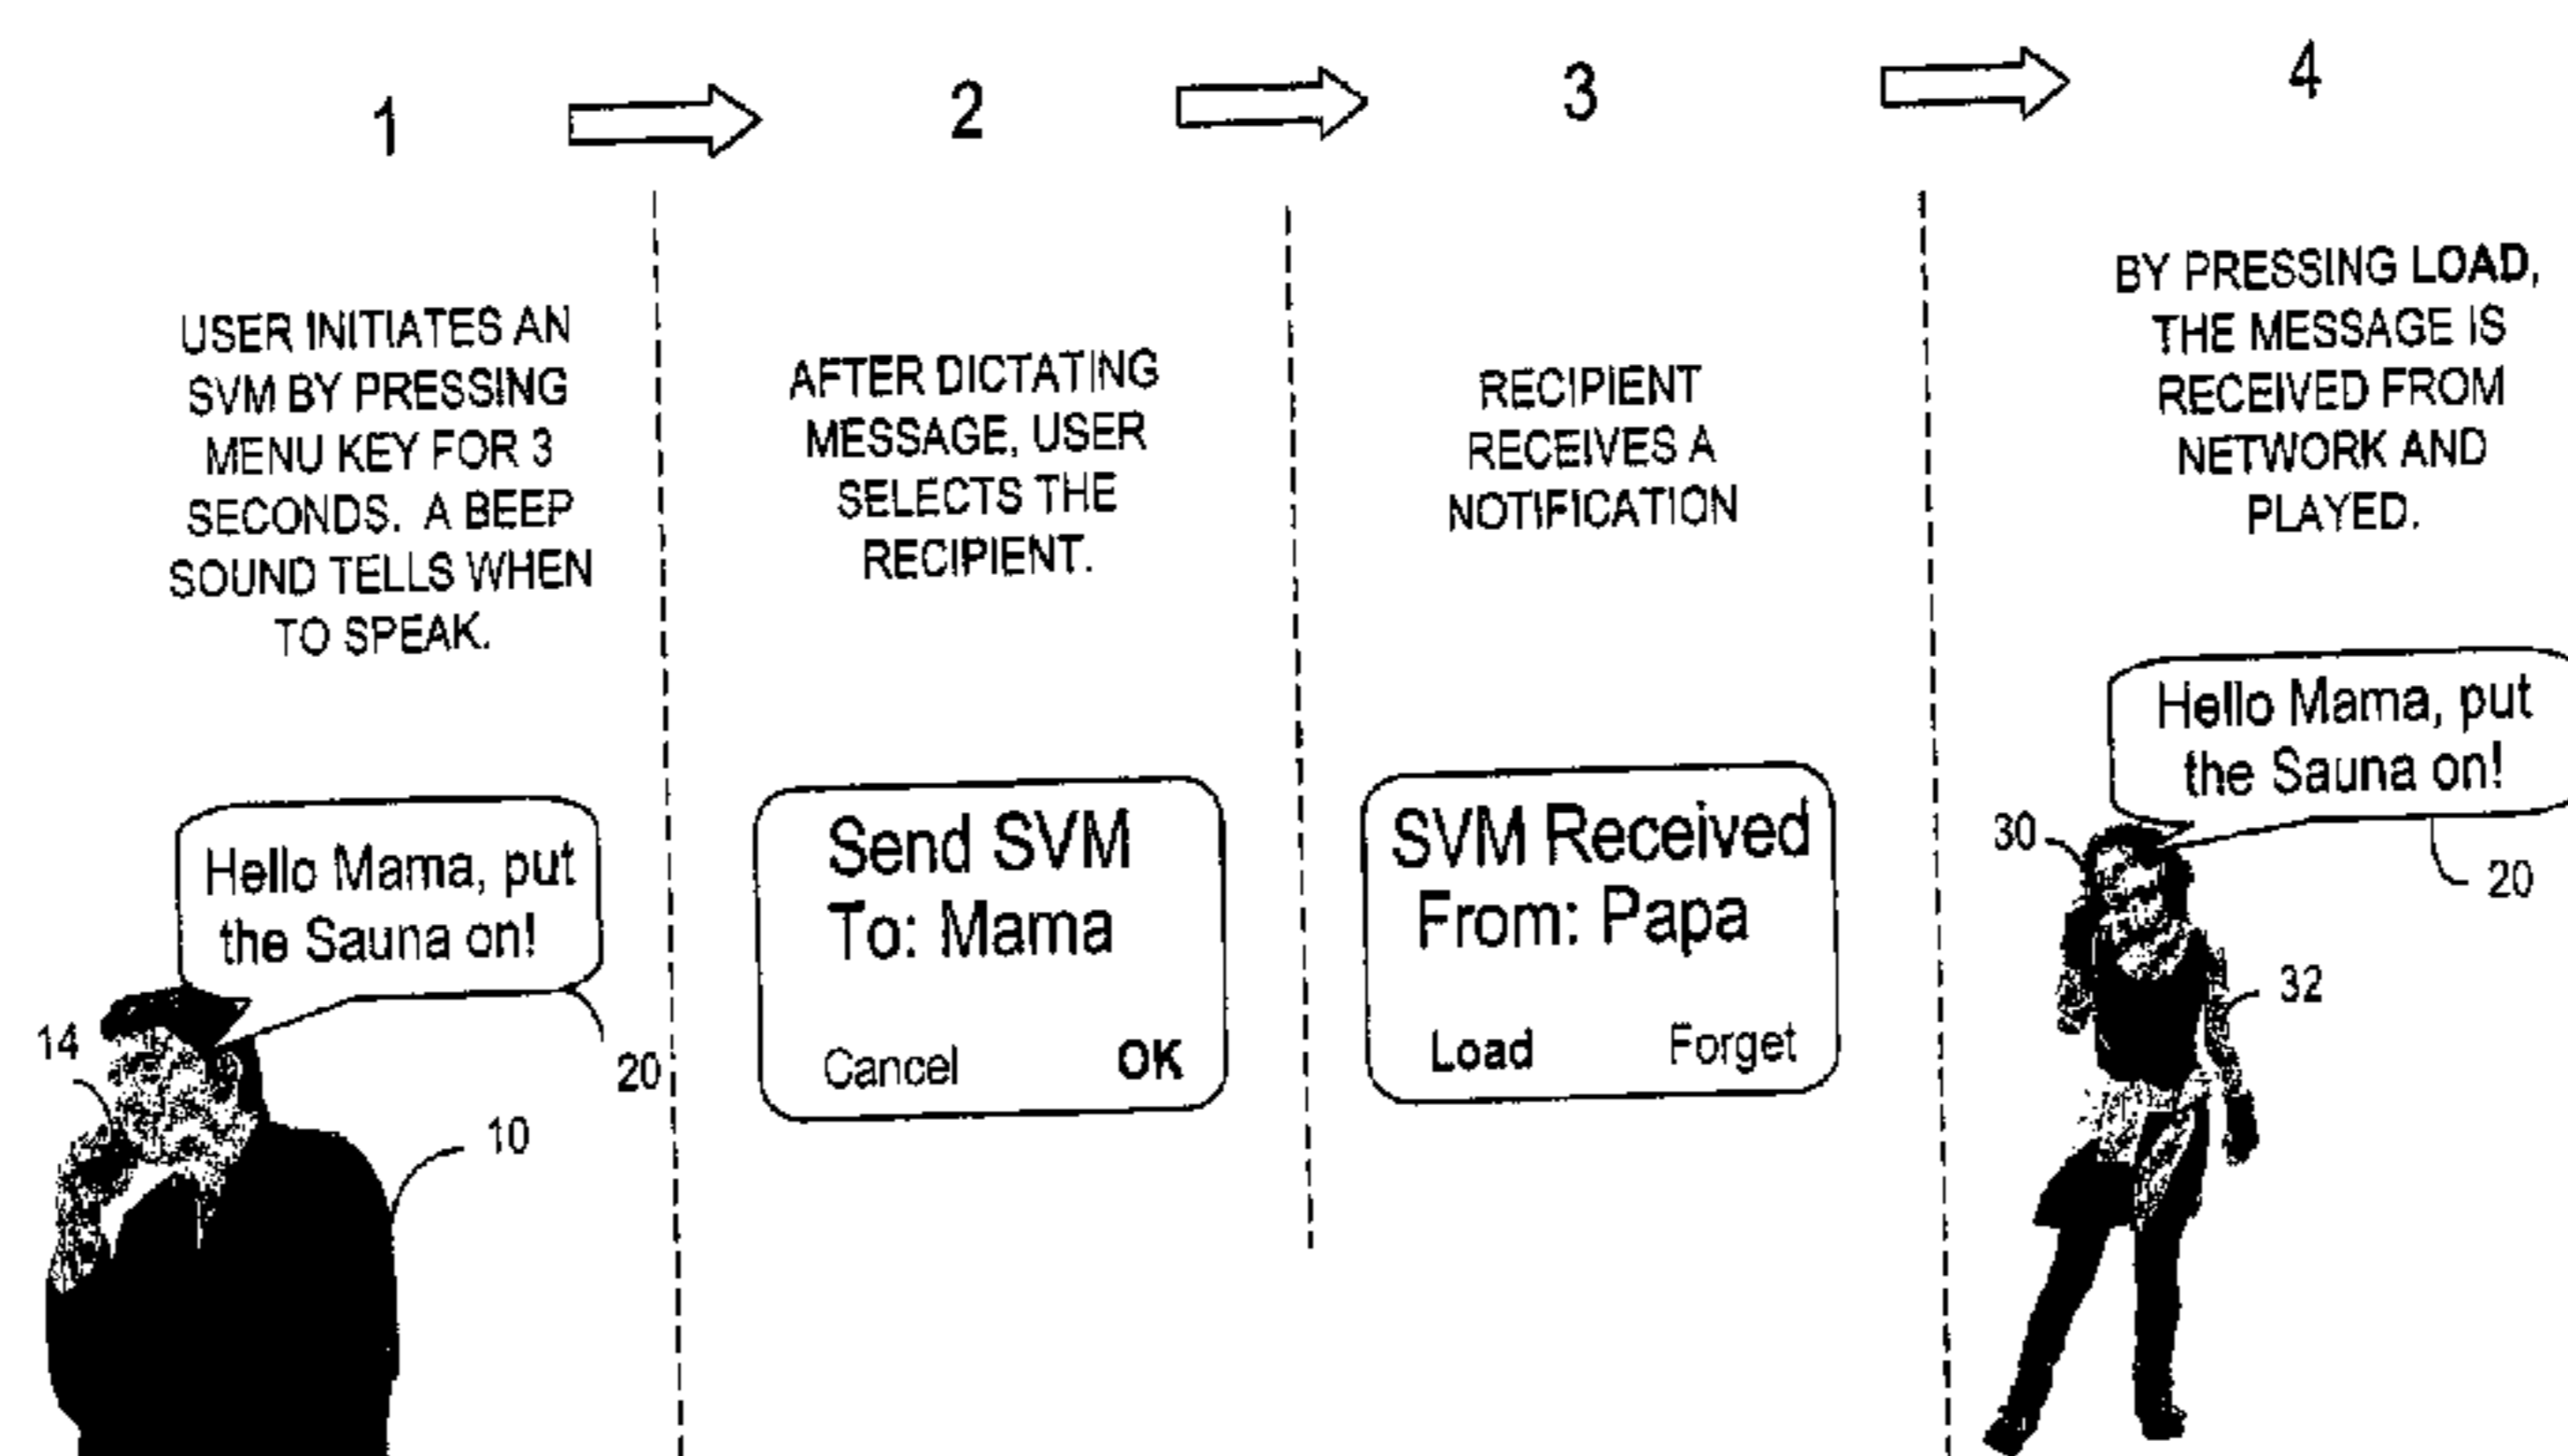 1
2
3
4
USER INITIATES AN
SVM BY PRESSING
MENU KEY FOR 3
SECONDS. A BEEP
SOUND TELLS WHEN
TO SPEAK.
Hello Mama, put
the Sauna on!
14
20
10
AFTER DICTATING
MESSAGE, USER
SELECTS THE
RECIPIENT.
Send SVM
To: Mama
Cancel OK
RECIPIENT
RECEIVES A
NOTIFICATION
SVM Received
From: Papa
Load Forget
BY PRESSING LOAD,
THE MESSAGE IS
RECEIVED FROM
NETWORK AND
PLAYED.
Hello Mama, put
the Sauna on!
30
20
32